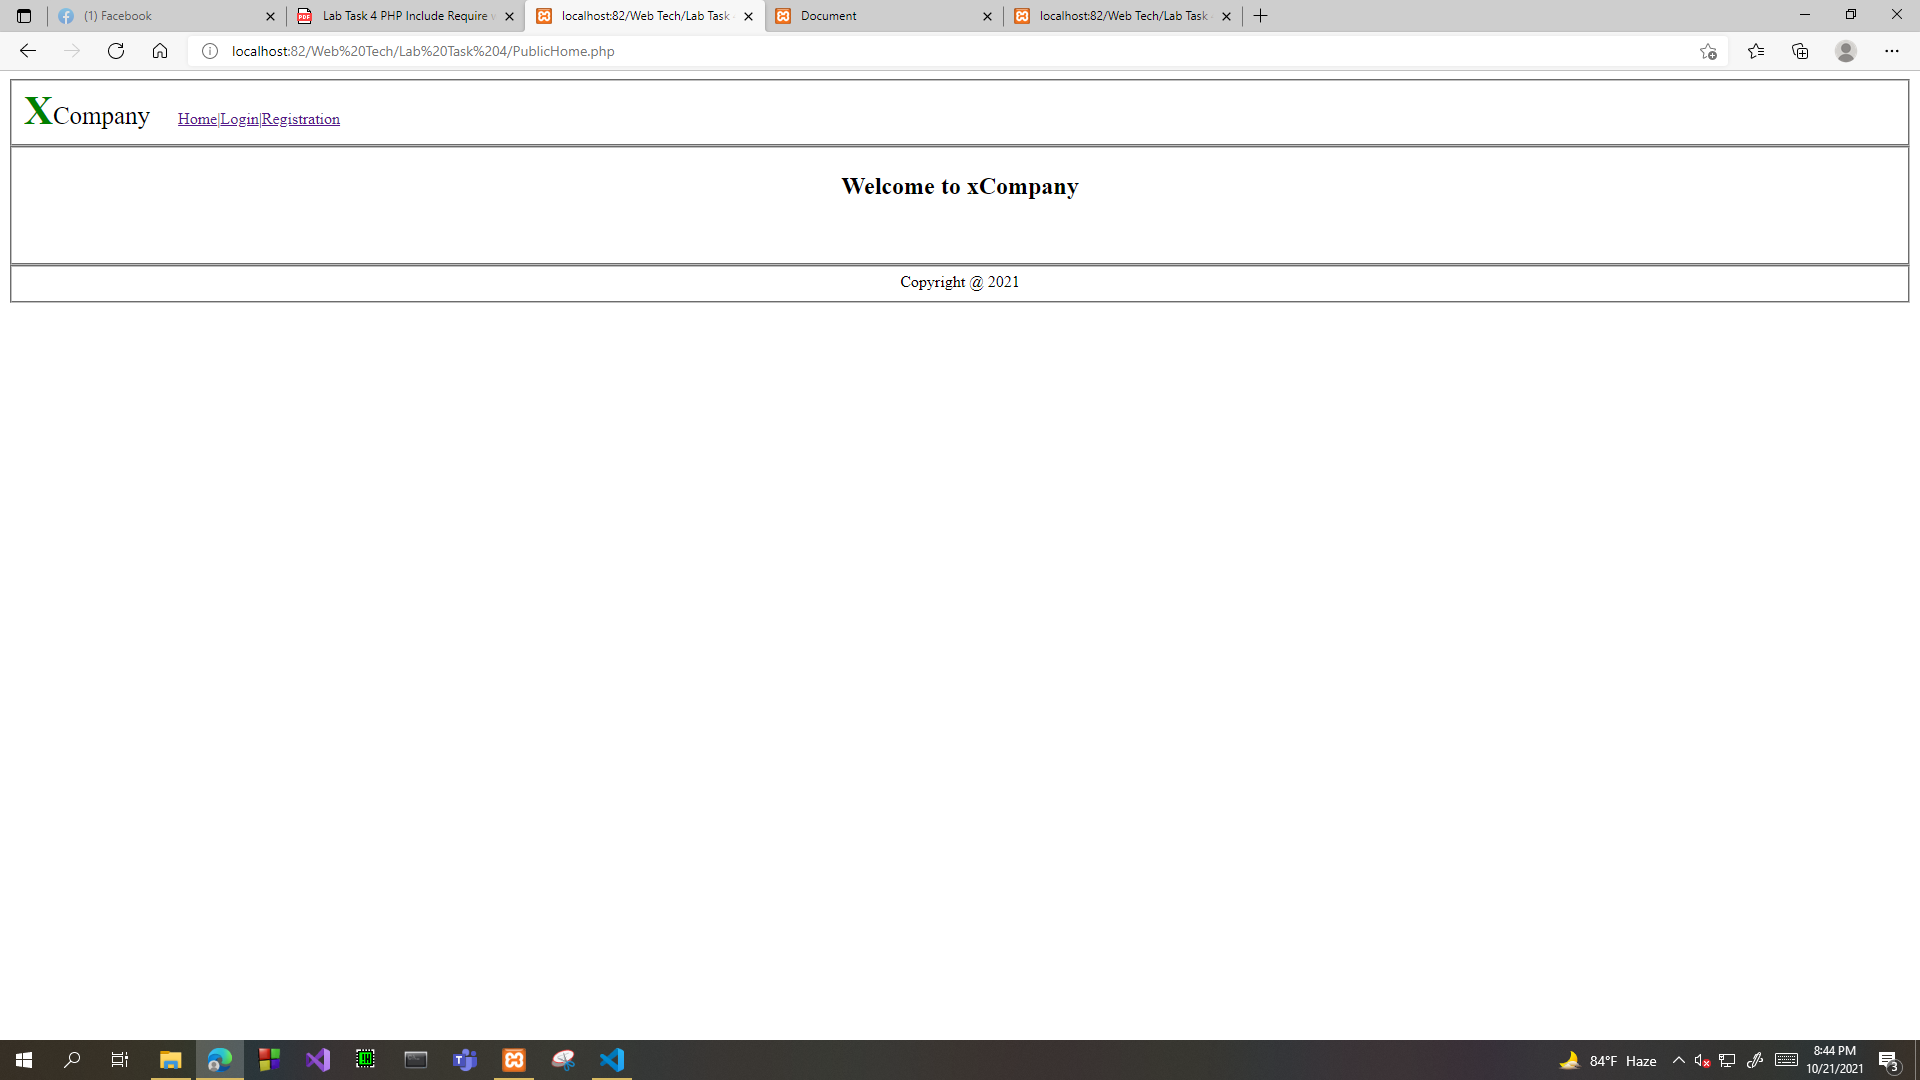 (1) Facebook
Lab Task 4 PHP Include Require v
localhost:82/Web Tech/Lab Task
Document
localhost:82/Web Tech/Lab Task
localhost:82/Web%20Tech/Lab%20Task%204/PublicHome.php
XCompany Home|Login|Registration
Welcome to xCompany
Copyright @ 2021
84°F Haze
8:44 PM
10/21/2021
3